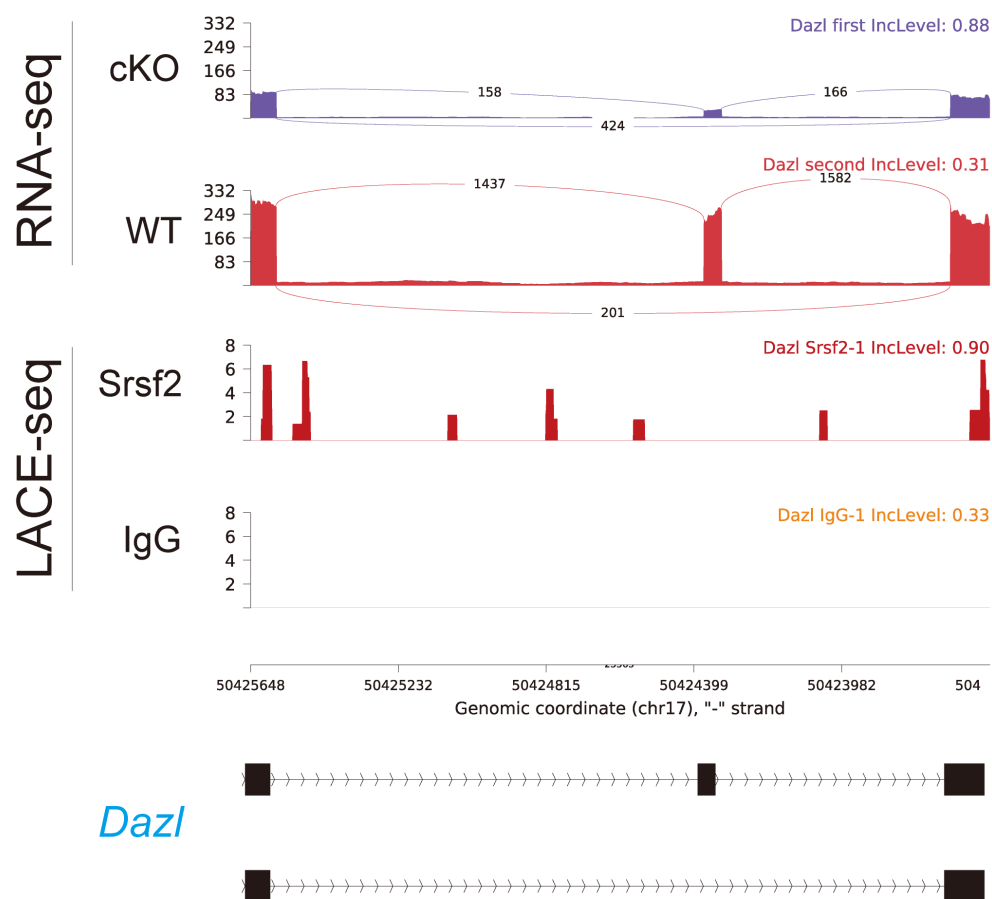 RNA-seq
cKO
332
249
166
83
Dazl first IncLevel: 0.88
158
166
424
WT
332
249
166
83
Dazl second IncLevel: 0.31
1437
1582
201
LACE-seq
Srsf2
8
6
4
2
Dazl Srsf2-1 IncLevel: 0.90
IgG
8
6
4
2
Dazl IgG-1 IncLevel: 0.33
50425648
50425232
50424815
50424399
50423982
504
Genomic coordinate (chr17), "-" strand
Dazl